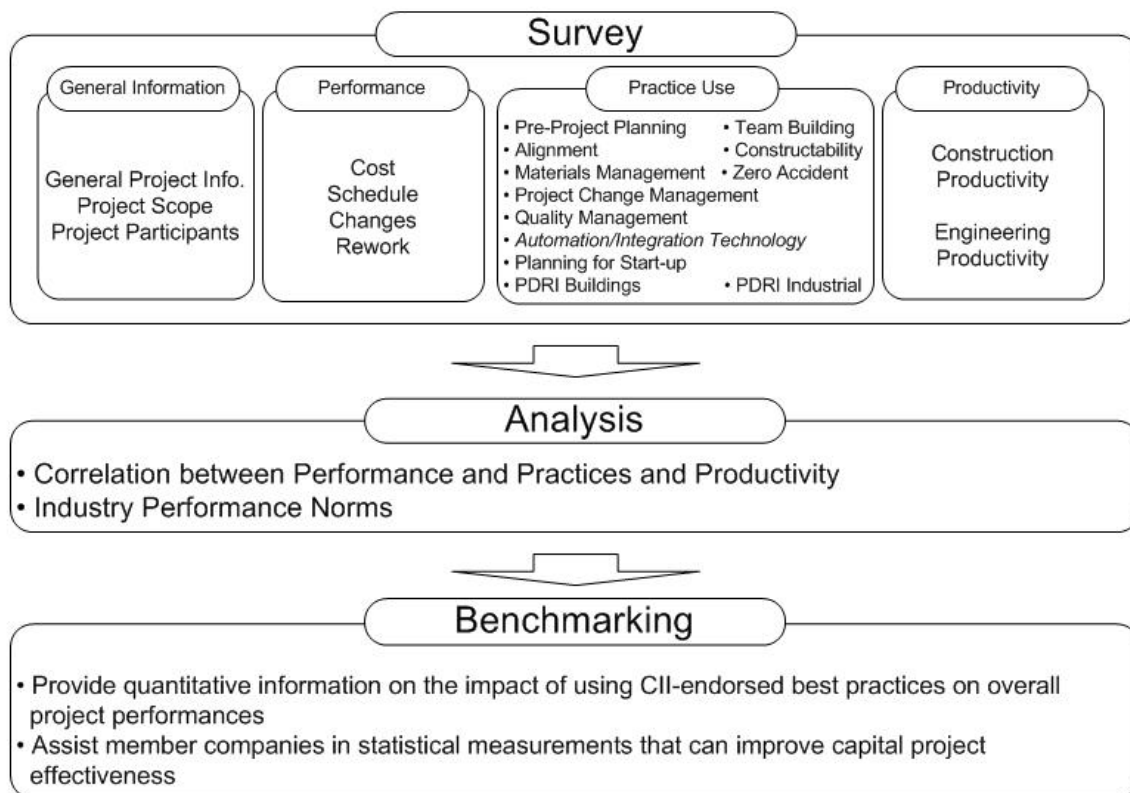 Survey
General Information
General Project Info.
Project Scope
Project Participants
Performance
Cost
Schedule
Changes
Rework
Practice Use
• Pre-Project Planning • Team Building
• Alignment • Constructability
• Materials Management • Zero Accident
• Project Change Management
• Quality Management
• Automation/Integration Technology
• Planning for Start-up
• PDRI Buildings • PDRI Industrial
Productivity
Construction
Productivity
Engineering
Productivity
Analysis
• Correlation between Performance and Practices and Productivity
• Industry Performance Norms
Benchmarking
• Provide quantitative information on the impact of using CII-endorsed best practices on overall
project performances
• Assist member companies in statistical measurements that can improve capital project
effectiveness